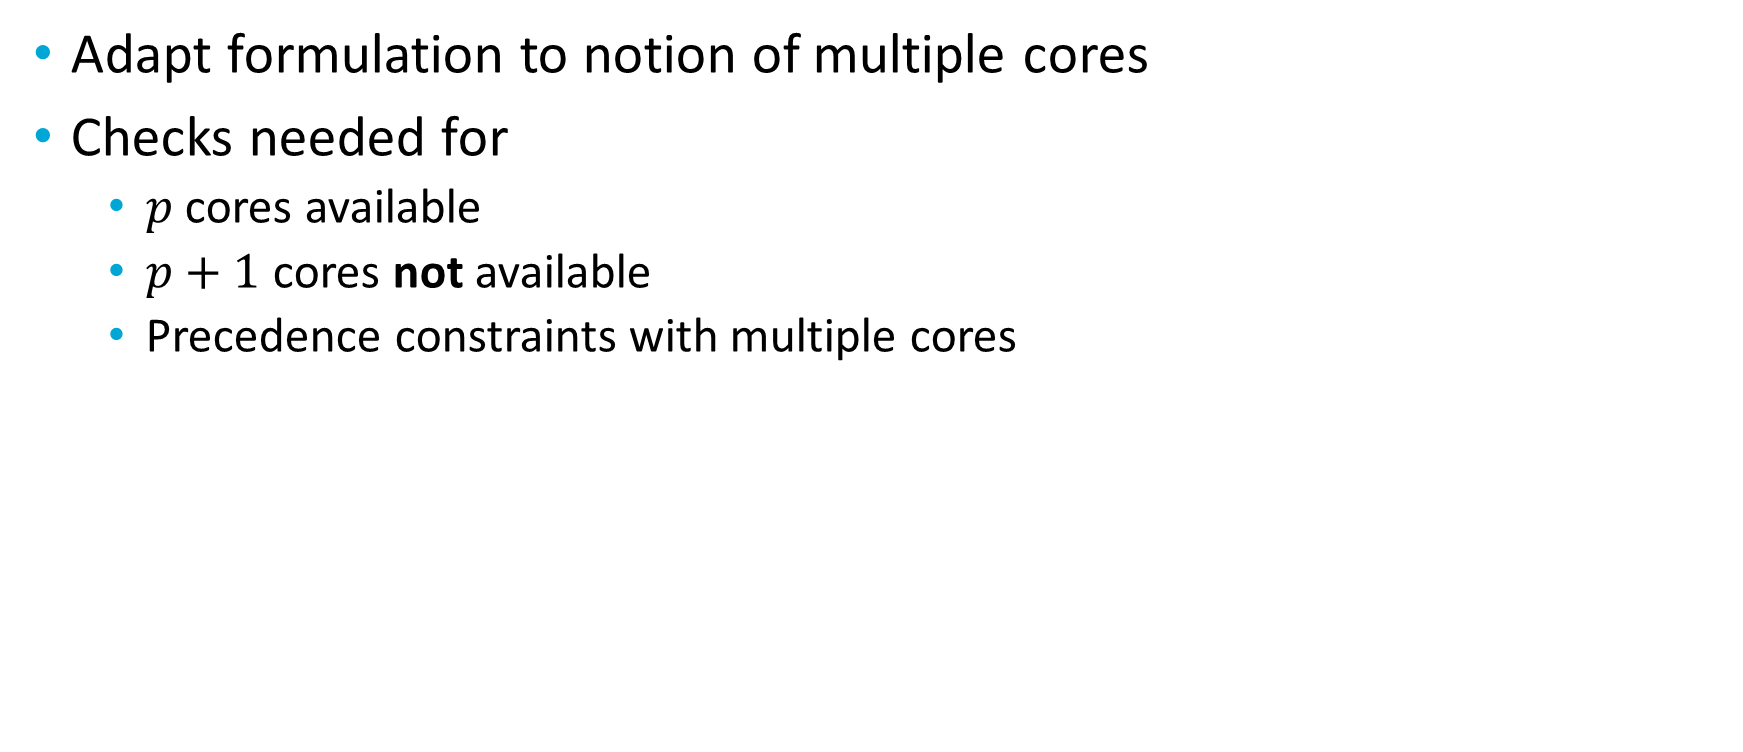 • Adapt formulation to notion of multiple cores
• Checks needed for
• p cores available
• p + 1 cores not available
• Precedence constraints with multiple cores